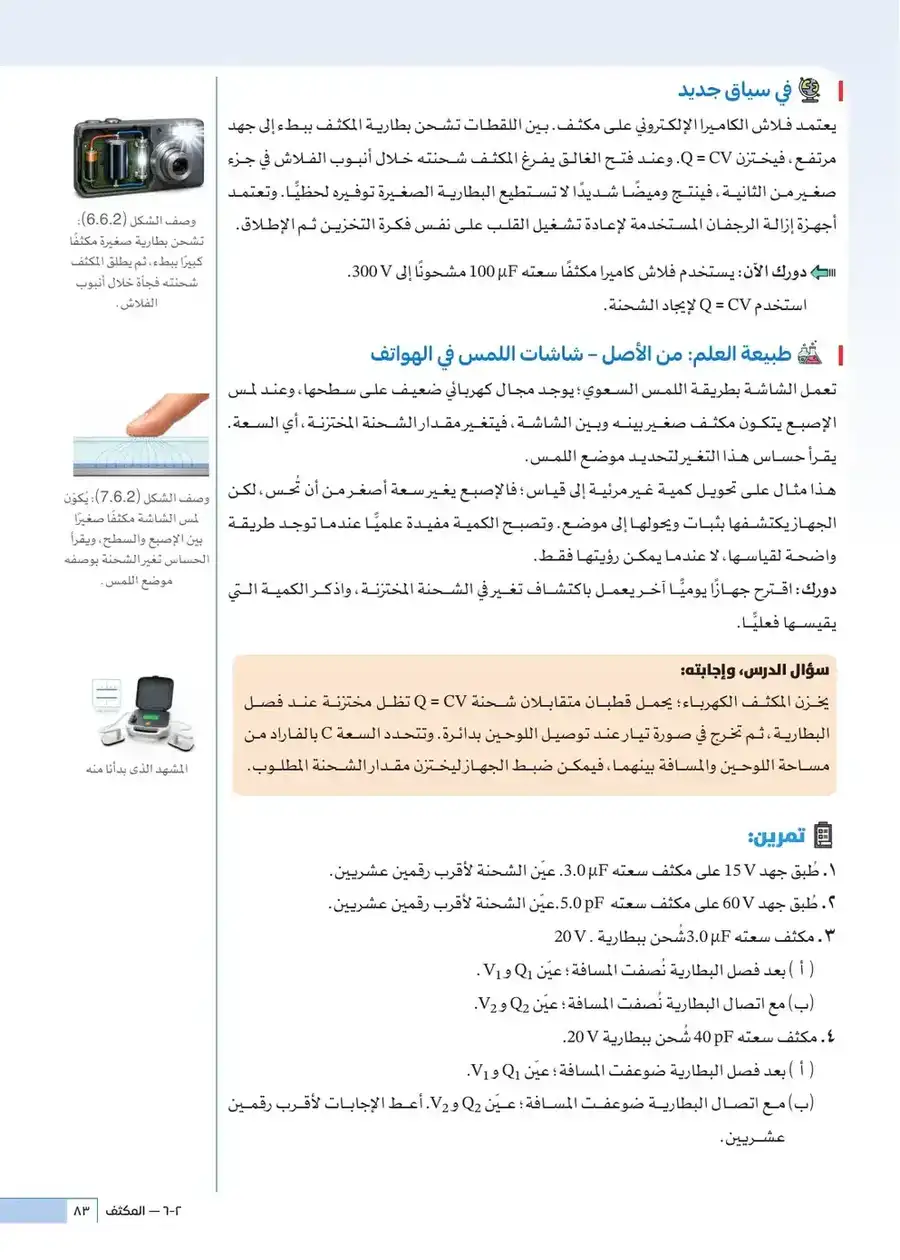 في سياق جديد
يعتمد فلاش الكاميرا الإلكتروني على مكثف. بين اللقطات تشحن بطارية المكثف ببطء إلى جهد
مرتفع، فيختزن Q = CV. وعند فتح الغالق يفرغ المكثف شحنته خلال أنبوب الفلاش في جزء
صغير من الثانية، فينتج وميضًا شديدًا لا تستطيع البطارية الصغيرة توفيره لحظيًّا. وتعتمد
أجهزة إزالة الرجفان المستخدمة لإعادة تشغيل القلب على نفس فكرة التخزين ثم الإطلاق.
دورك الآن: يستخدم فلاش كاميرا مكثفًا سعته 100 μF مشحونًا إلى 300 V.
استخدم Q = CV لإيجاد الشحنة.
وصف الشكل (6.6.2):
تشحن بطارية صغيرة مكثفًا
كبيرًا ببطء، ثم يطلق المكثف
شحنته فجأة خلال أنبوب
الفلاش.
طبيعة العلم: من الأصل – شاشات اللمس في الهواتف
تعمل الشاشة بطريقة اللمس السعوي؛ يوجد مجال كهربائي ضعيف على سطحها، وعند لمس
الإصبع يتكون مكثف صغير بينه وبين الشاشة، فيتغير مقدار الشحنة المختزنة، أي السعة.
يقرأ حساس هذا التغير لتحديد موضع اللمس.
هذا مثال على تحويل كمية غير مرئية إلى قياس؛ فالإصبع يغير سعة أصغر من أن تُحس، لكن
الجهاز يكتشفها بثبات ويحولها إلى موضع. وتصبح الكمية مفيدة علميًّا عندما توجد طريقة
واضحة لقياسها، لا عندما يمكن رؤيتها فقط.
دورك: اقترح جهازًا يوميًّا آخر يعمل باكتشاف تغير في الشحنة المختزنة، واذكر الكمية التي
يقيسها فعليًّا.
وصف الشكل (7.6.2): يُكوّن
لمس الشاشة مكثفًا صغيرًا
بين الإصبع والسطح، ويقرأ
الحساس تغير الشحنة بوصفه
موضع اللمس.
سؤال الدرس، وإجابته:
يخزن المكثف الكهرباء؛ يحمل قطبان متقابلان شحنة Q = CV تظل مختزنة عند فصل
البطارية، ثم تخرج في صورة تيار عند توصيل اللوحين بدائرة. وتتحدد السعة C بالفاراد من
مساحة اللوحين والمسافة بينهما، فيمكن ضبط الجهاز ليختزن مقدار الشحنة المطلوب.
المشهد الذى بدأنا منه
تمرين:
١. طُبق جهد 15 V على مكثف سعته 3.0 μF. عيّن الشحنة لأقرب رقمين عشريين.
٢. طُبق جهد 60 V على مكثف سعته 5.0 pF.عيّن الشحنة لأقرب رقمين عشريين.
٣. مكثف سعته 3.0 μFشُحن ببطارية . 20 V
( أ ) بعد فصل البطارية نُصفت المسافة؛ عيّن Q1 و V1.
(ب) مع اتصال البطارية نُصفت المسافة؛ عيّن Q2 و V2.
٤. مكثف سعته 40 pF شُحن ببطارية 20 V.
( أ ) بعد فصل البطارية ضوعفت المسافة؛ عيّن Q1 و V1.
(ب) مع اتصال البطارية ضوعفت المسافة؛ عيّن Q2 و V2. أعط الإجابات لأقرب رقمين
عشريين.
٢-٦ — المكثف ٨٣